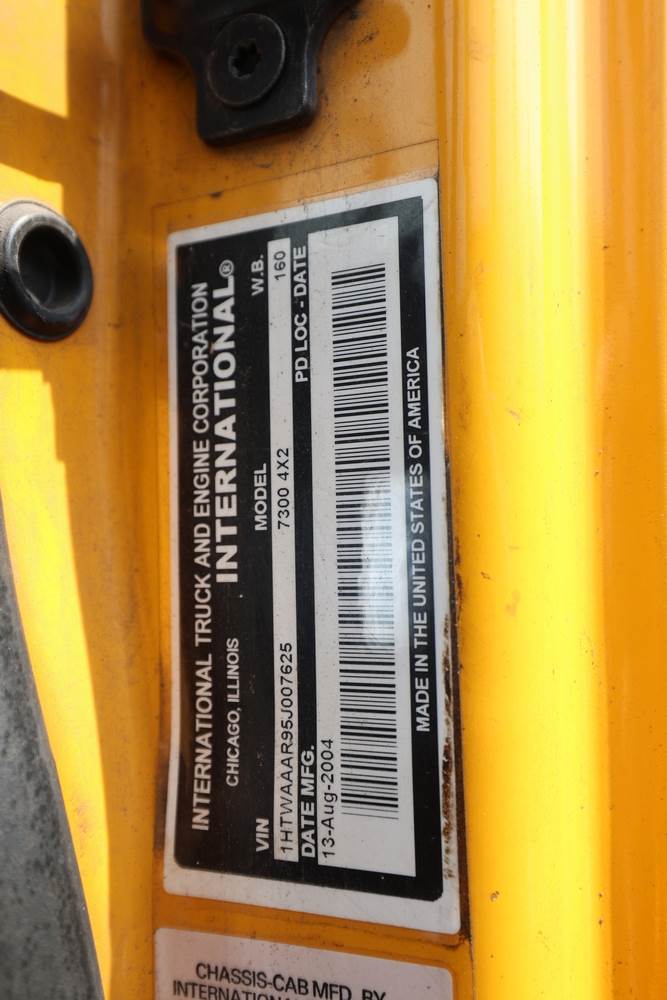 INTERNATIONAL TRUCK AND ENGINE CORPORATION
CHICAGO, ILLINOIS INTERNATIONAL®
VIN MODEL W.B.
1HTWAAAR95J007625 7300 4X2 160
DATE MFG. PD LOC - DATE
13-Aug-2004
MADE IN THE UNITED STATES OF AMERICA
CHASSIS-CAB MFD. BY